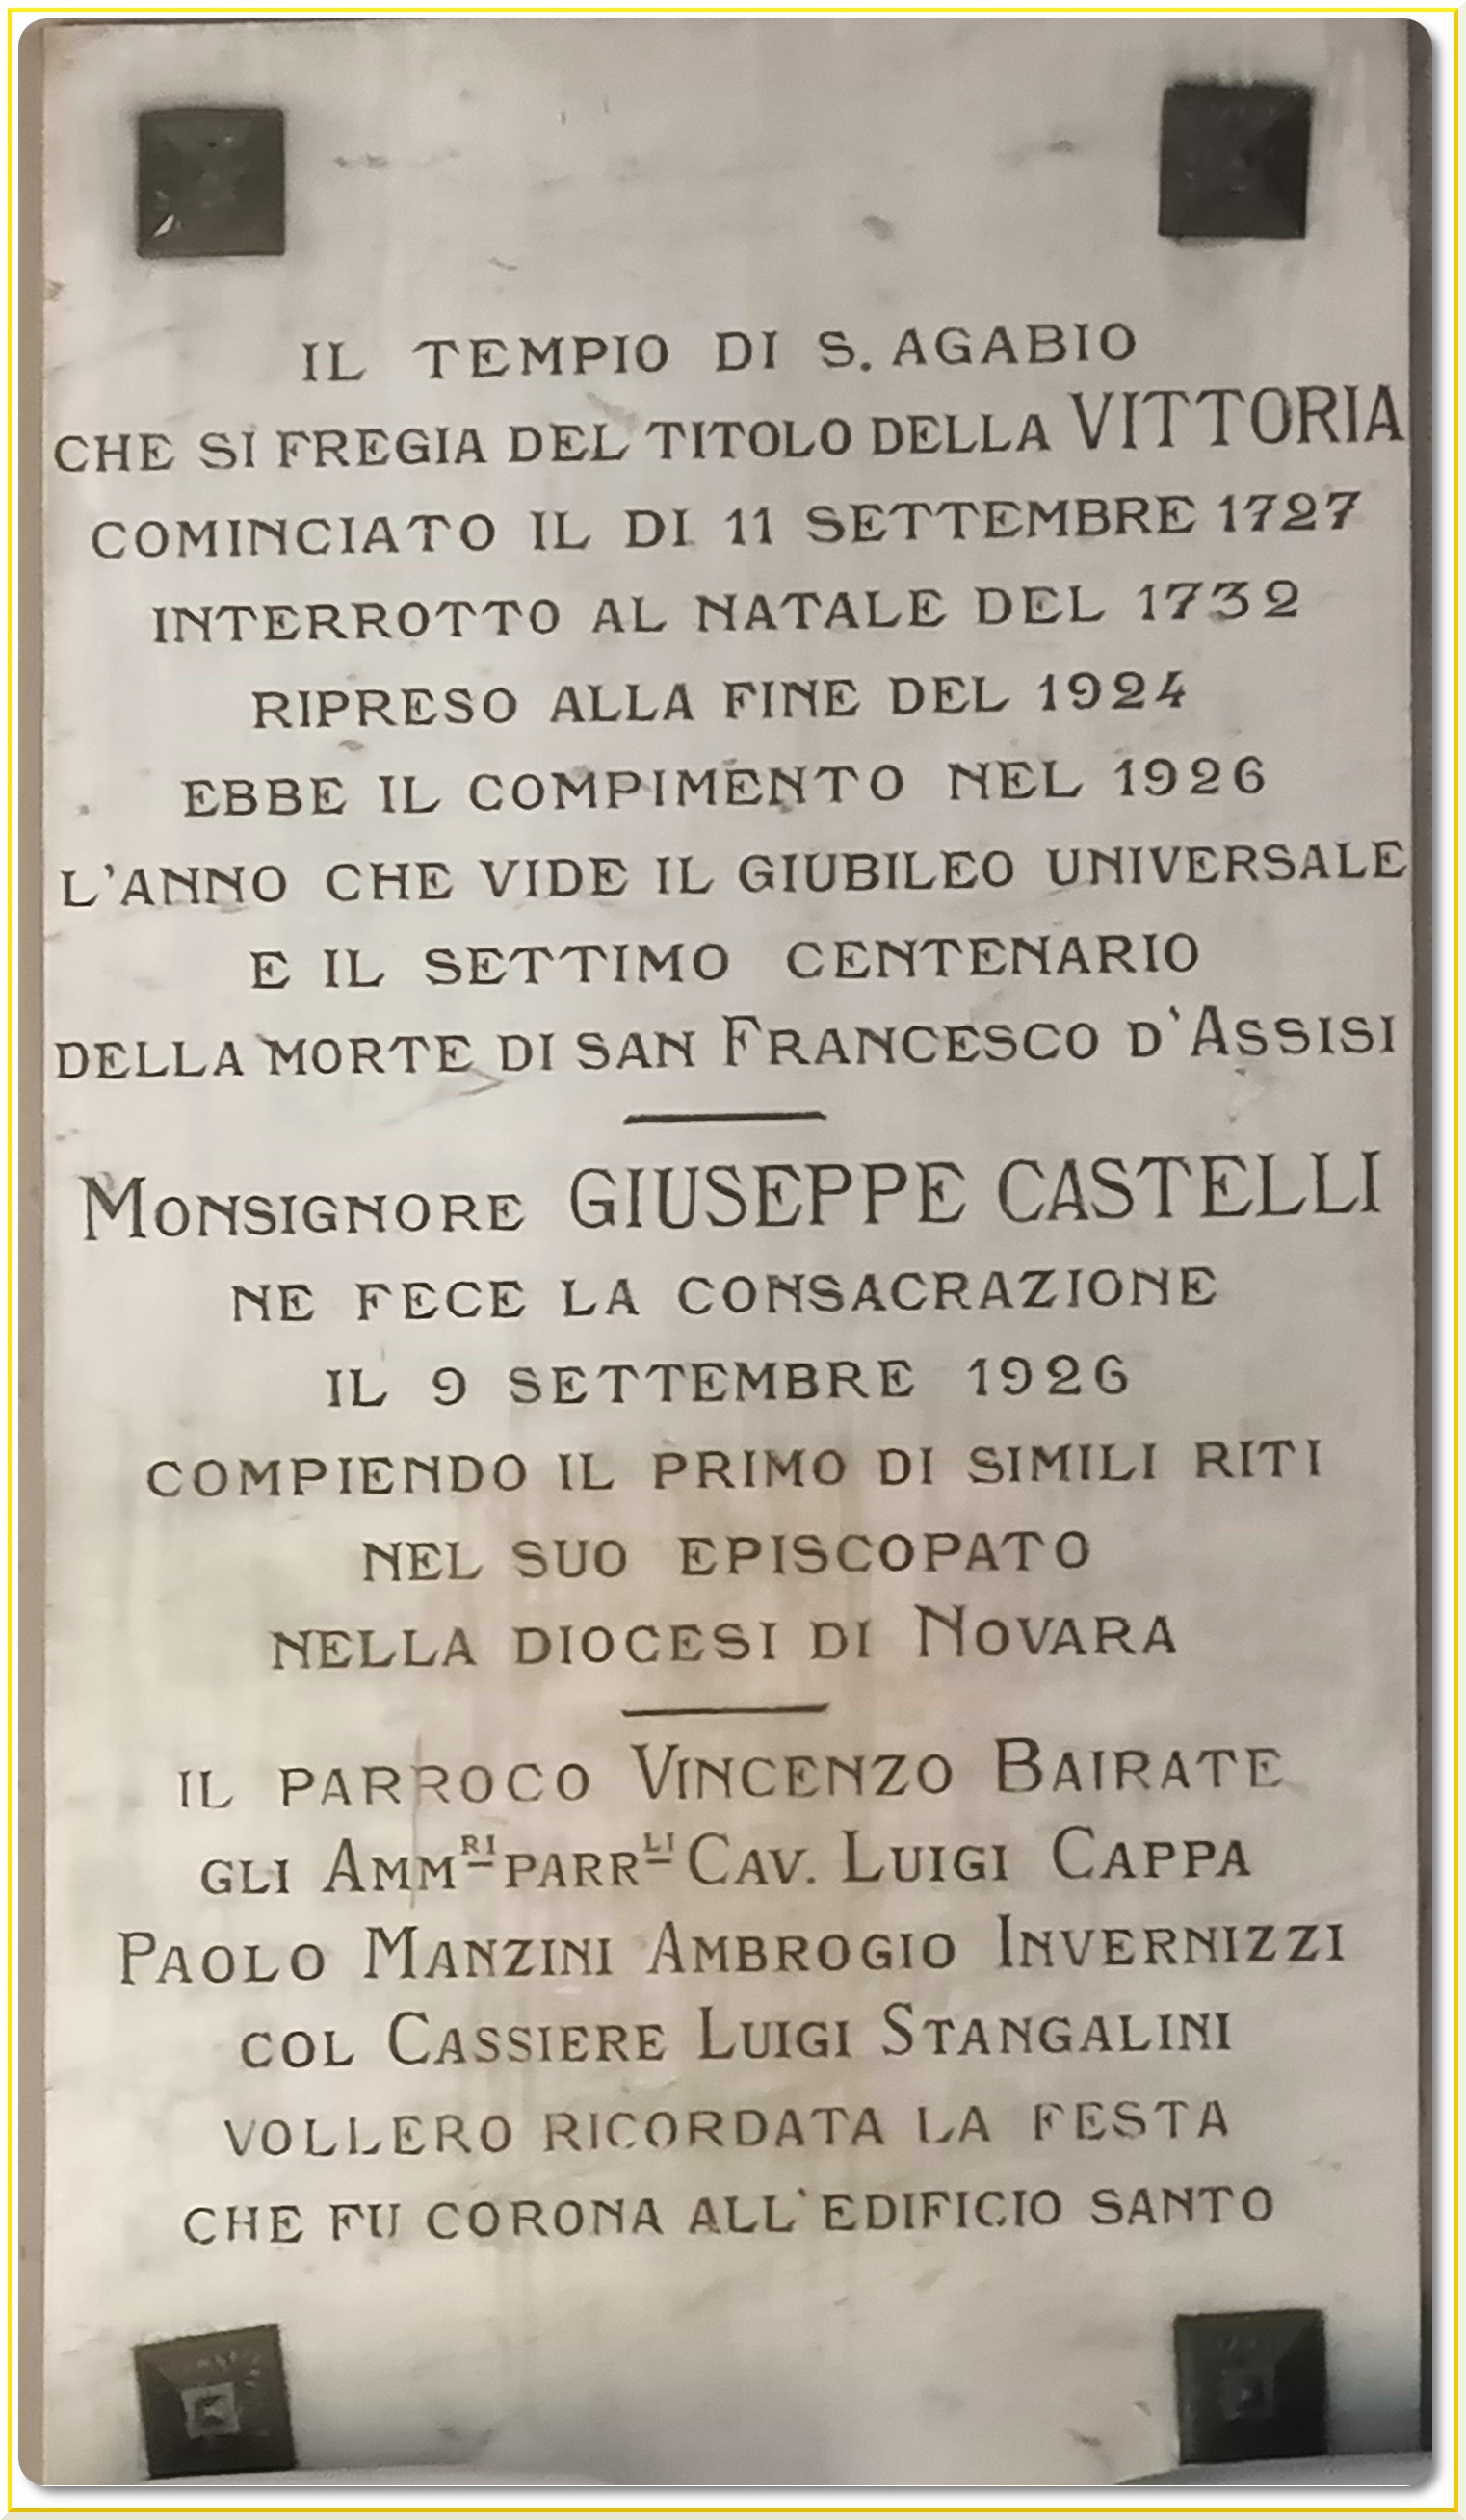 IL TEMPIO DI S. AGABIO
CHE SI FREGIA DEL TITOLO DELLA VITTORIA
COMINCIATO IL DI 11 SETTEMBRE 1727
INTERROTTO AL NATALE DEL 1732
RIPRESO ALLA FINE DEL 1924
EBBE IL COMPIMENTO NEL 1926
L'ANNO CHE VIDE IL GIUBILEO UNIVERSALE
E IL SETTIMO CENTENARIO
DELLA MORTE DI SAN FRANCESCO D'ASSISI
MONSIGNORE GIUSEPPE CASTELLI
NE FECE LA CONSACRAZIONE
IL 9 SETTEMBRE 1926
COMPIENDO IL PRIMO DI SIMILI RITI
NEL SUO EPISCOPATO
NELLA DIOCESI DI NOVARA
IL PARROCO VINCENZO BAIRATE
GLI AMM^RI PARR^LI CAV. LUIGI CAPPA
PAOLO MANZINI AMBROGIO INVERNIZZI
COL CASSIERE LUIGI STANGALINI
VOLLERO RICORDATA LA FESTA
CHE FU CORONA ALL'EDIFICIO SANTO